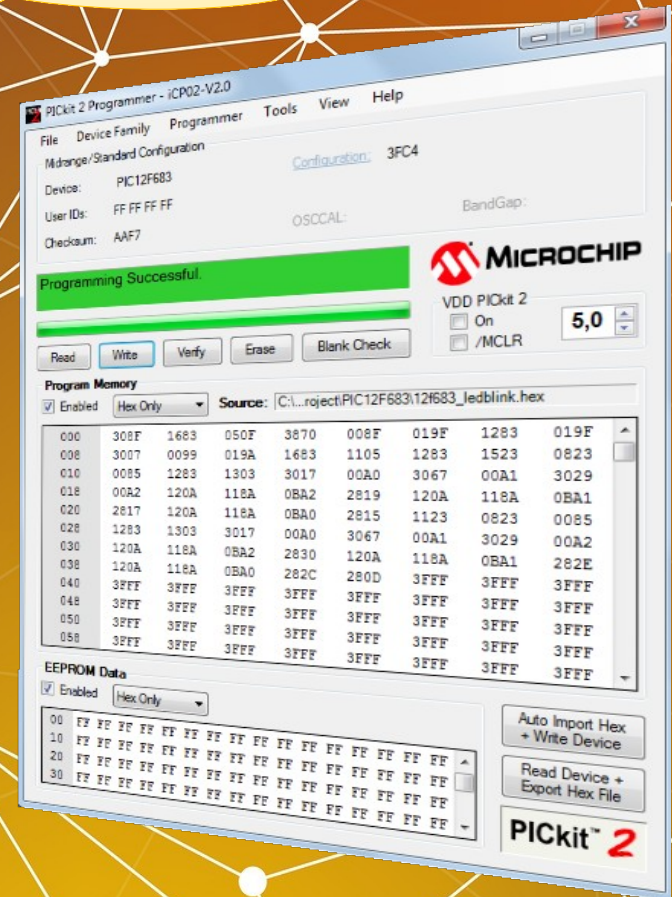 PICkit 2 Programmer - iCP02-V2.0
File Device Family Programmer Tools View Help
Midrange/Standard Configuration
Device: PIC12F683 Configuration: 3FC4
User IDs: FF FF FF FF
Checksum: AAF7 OSCCAL: BandGap:
Programming Successful.
MICROCHIP
VDD PICkit 2
On
/MCLR
5,0
Read Write Verify Erase Blank Check
Program Memory
Enabled Hex Only Source: C:\...roject\PIC12F683\12f683_ledblink.hex
000 308F 1683 050F 3870 008F 019F 1283 019F
008 3007 0099 019A 1683 1105 1283 1523 0823
010 0085 1283 1303 3017 00A0 3067 00A1 3029
018 00A2 120A 118A 0BA2 2819 120A 118A 0BA1
020 2817 120A 118A 0BA0 2815 1123 0823 0085
028 1283 1303 3017 00A0 3067 00A1 3029 00A2
030 120A 118A 0BA2 2830 120A 118A 0BA1 282E
038 120A 118A 0BA0 282C 280D 3FFF 3FFF 3FFF
040 3FFF 3FFF 3FFF 3FFF 3FFF 3FFF 3FFF 3FFF
048 3FFF 3FFF 3FFF 3FFF 3FFF 3FFF 3FFF 3FFF
050 3FFF 3FFF 3FFF 3FFF 3FFF 3FFF 3FFF 3FFF
058 3FFF 3FFF 3FFF 3FFF 3FFF 3FFF 3FFF 3FFF
EEPROM Data
Enabled Hex Only
00 FF FF FF FF FF FF FF FF FF FF FF FF FF FF FF FF
10 FF FF FF FF FF FF FF FF FF FF FF FF FF FF FF FF
20 FF FF FF FF FF FF FF FF FF FF FF FF FF FF FF FF
30 FF FF FF FF FF FF FF FF FF FF FF FF FF FF FF FF
Auto Import Hex
+ Write Device
Read Device +
Export Hex File
PICkit™ 2